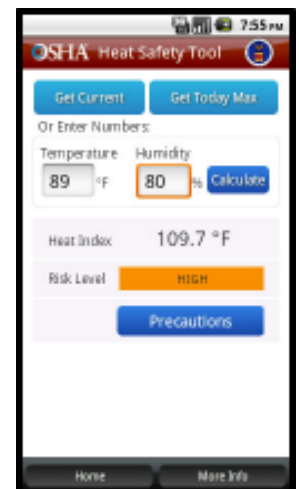 7:55 PM
OSHA Heat Safety Tool
Get Current Get Today Max
Or Enter Numbers:
Temperature Humidity
89 °F 80 % Calculate
Heat Index 109.7 °F
Risk Level HIGH
Precautions
Home More Info